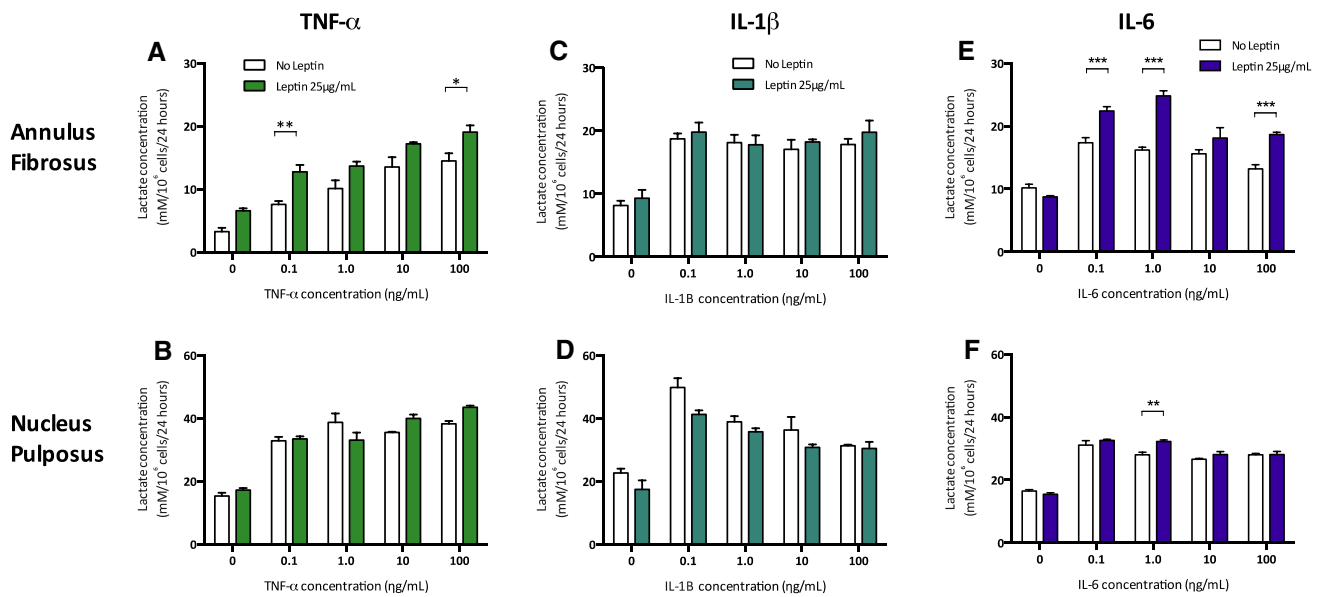 TNF-α
IL-1β
IL-6
Annulus
Fibrosus
A
No Leptin
Leptin 25µg/mL
Lactate concentration
(mM/10⁶ cells/24 hours)
30
20
10
0
**
*
0 0.1 1.0 10 100
TNF-α concentration (ηg/mL)
C
No Leptin
Leptin 25µg/mL
Lactate concentration
(mM/10⁶ cells/24 hours)
30
20
10
0
0 0.1 1.0 10 100
IL-1B concentration (ηg/mL)
E
No Leptin
Leptin 25µg/mL
Lactate concentration
(mM/10⁶ cells/24 hours)
30
20
10
0
***
***
***
0 0.1 1.0 10 100
IL-6 concentration (ηg/mL)
Nucleus
Pulposus
B
Lactate concentration
(mM/10⁶ cells/24 hours)
60
40
20
0
0 0.1 1.0 10 100
TNF-α concentration (ηg/mL)
D
Lactate concentration
(mM/10⁶ cells/24 hours)
60
40
20
0
0 0.1 1.0 10 100
IL-1B concentration (ηg/mL)
F
Lactate concentration
(mM/10⁶ cells/24 hours)
60
40
20
0
**
0 0.1 1.0 10 100
IL-6 concentration (ηg/mL)